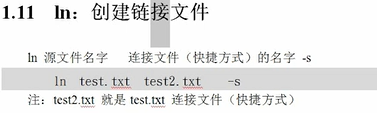 1.11 ln：创建链接文件
ln 源文件名字 连接文件（快捷方式）的名字 -s
ln test.txt test2.txt -s
注：test2.txt 就是 test.txt 连接文件（快捷方式）